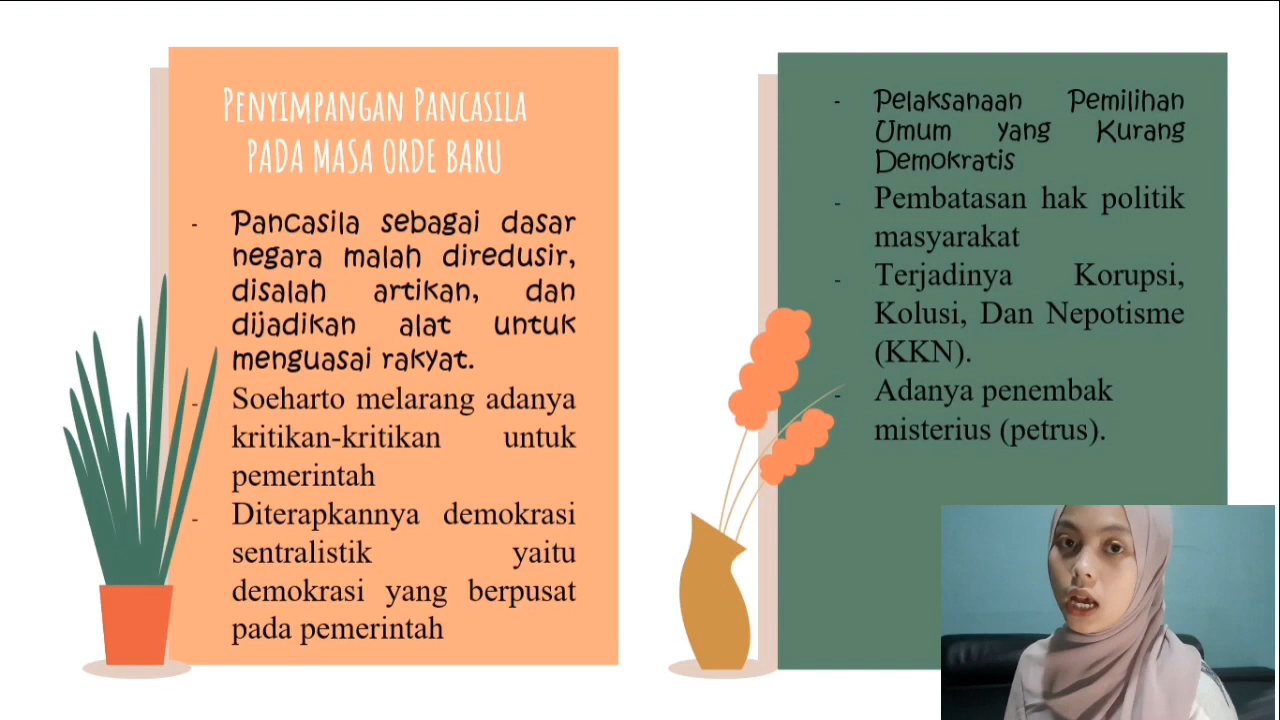 PENYIMPANGAN PANCASILA
PADA MASA ORDE BARU
- Pancasila sebagai dasar
negara malah diredusir,
disalah artikan, dan
dijadikan alat untuk
menguasai rakyat.
- Soeharto melarang adanya
kritikan-kritikan untuk
pemerintah
- Diterapkannya demokrasi
sentralistik yaitu
demokrasi yang berpusat
pada pemerintah
- Pelaksanaan Pemilihan
Umum yang Kurang
Demokratis
- Pembatasan hak politik
masyarakat
- Terjadinya Korupsi,
Kolusi, Dan Nepotisme
(KKN).
- Adanya penembak
misterius (petrus).